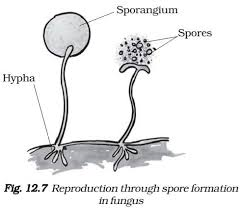 Sporangium
Spores
Hypha
Fig. 12.7 Reproduction through spore formation
in fungus